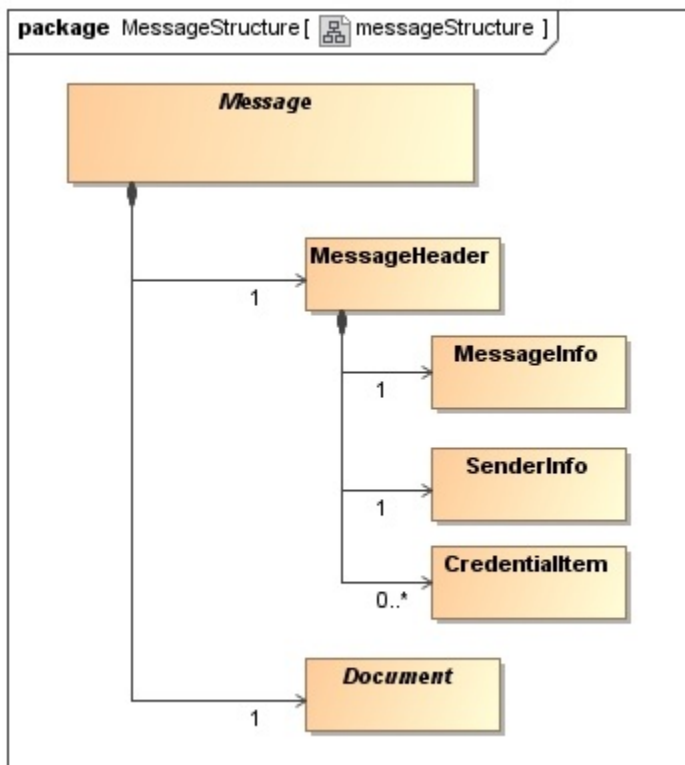 package MessageStructure[ messageStructure ]
Message
MessageHeader
1
MessageInfo
1
SenderInfo
1
CredentialItem
0..*
Document
1